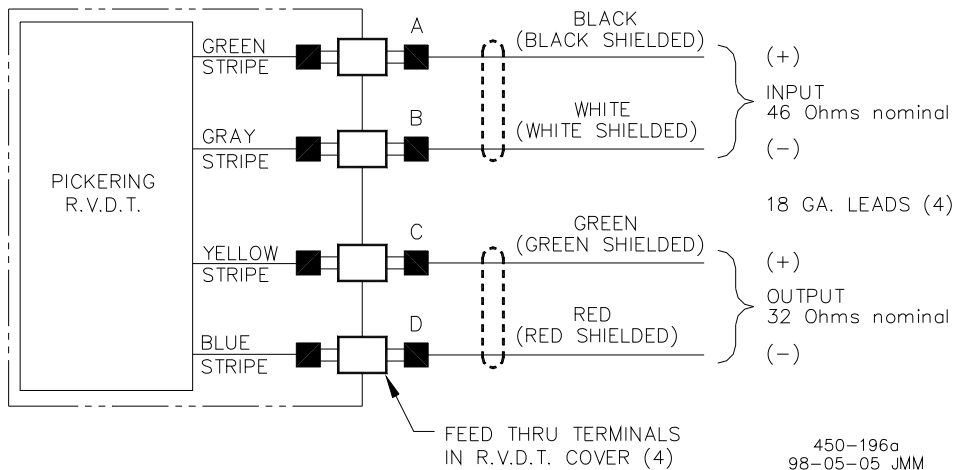 PICKERING
R.V.D.T.
GREEN
STRIPE
A
BLACK
(BLACK SHIELDED)
(+)
INPUT
46 Ohms nominal
GRAY
STRIPE
B
WHITE
(WHITE SHIELDED)
(-)
18 GA. LEADS (4)
YELLOW
STRIPE
C
GREEN
(GREEN SHIELDED)
(+)
OUTPUT
32 Ohms nominal
BLUE
STRIPE
D
RED
(RED SHIELDED)
(-)
FEED THRU TERMINALS
IN R.V.D.T. COVER (4)
450-196a
98-05-05 JMM